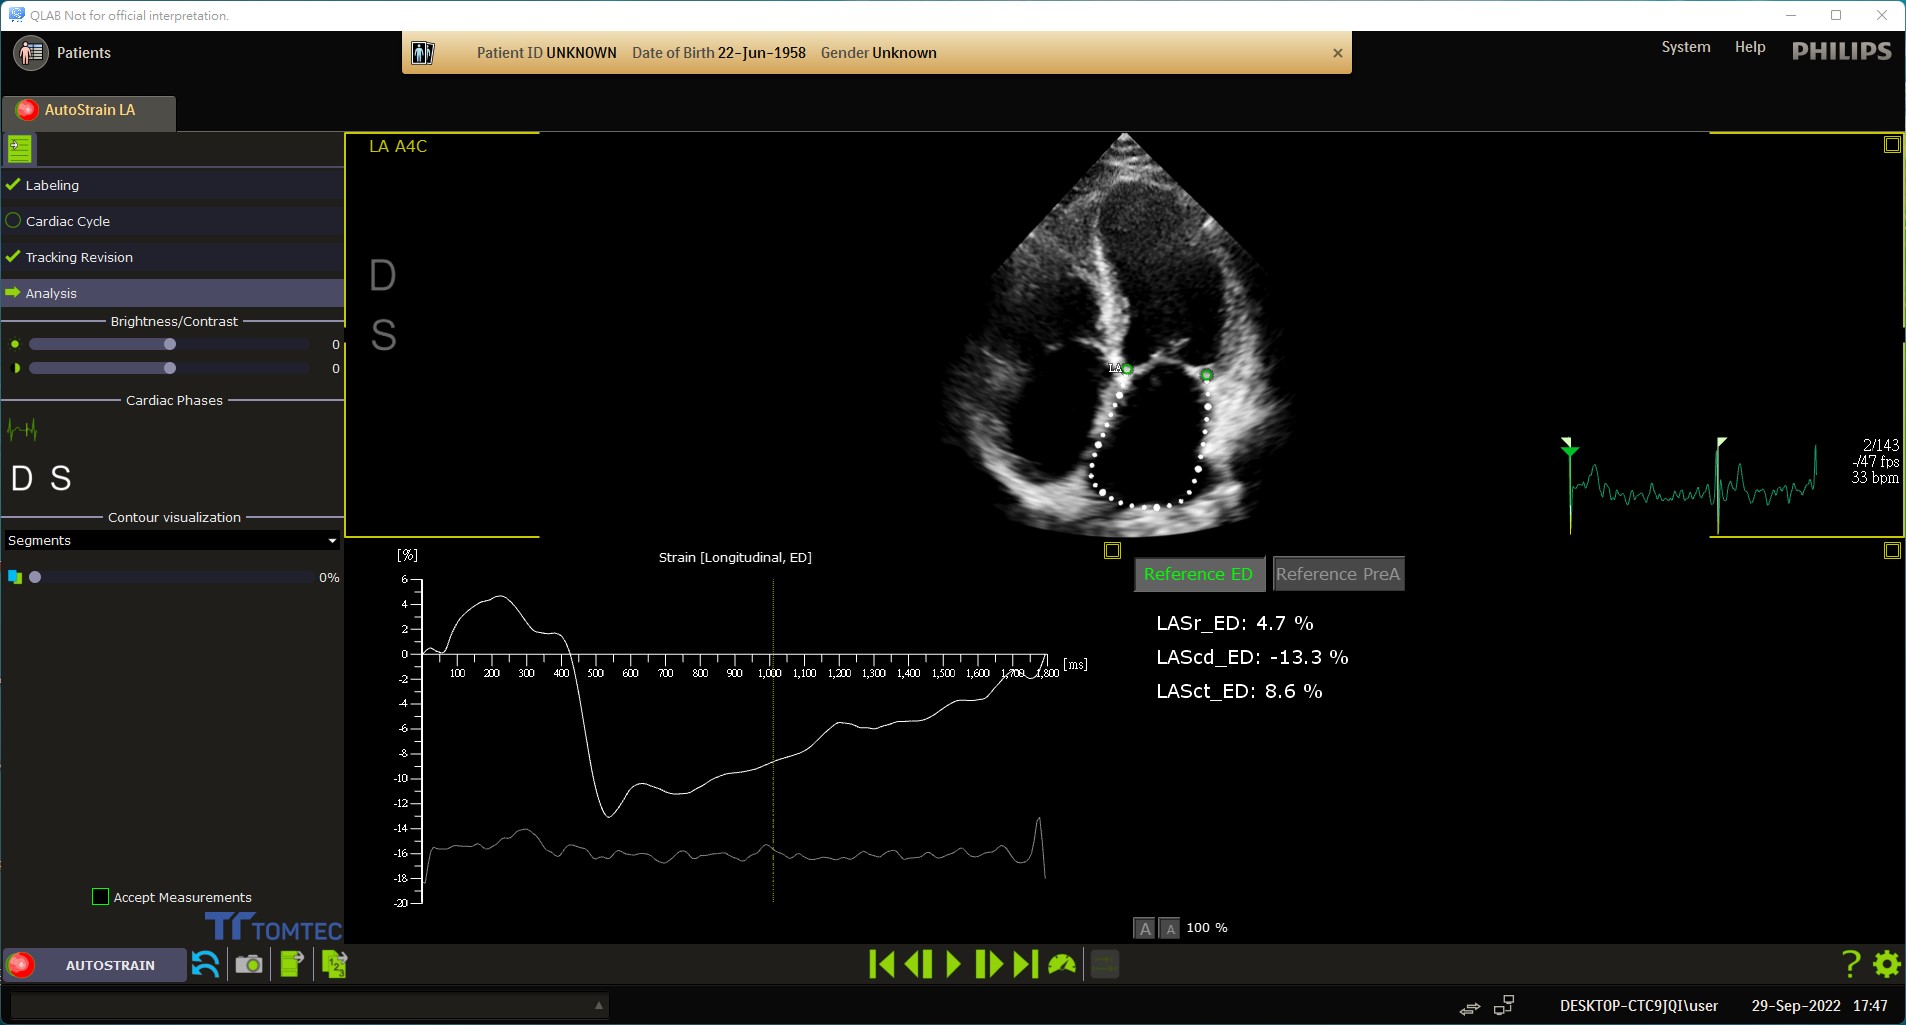 QLAB Not for official interpretation.
Patients
Patient ID UNKNOWN Date of Birth 22-Jun-1958 Gender Unknown
System Help PHILIPS
AutoStrain LA
Labeling
Cardiac Cycle
Tracking Revision
Analysis
Brightness/Contrast
0
0
Cardiac Phases
D S
Contour visualization
Segments
0%
Accept Measurements
TOMTEC
LA A4C
D
S
LA
2/143
-/47 fps
33 bpm
[%]
Strain [Longitudinal, ED]
6
4
2
0
-2
-4
-6
-8
-10
-12
-14
-16
-18
-20
100 200 300 400 500 600 700 800 900 1,000 1,100 1,200 1,300 1,400 1,500 1,600 1,700 1,800
[ms]
Reference ED Reference PreA
LASr_ED: 4.7 %
LAScd_ED: -13.3 %
LASct_ED: 8.6 %
A A 100 %
AUTOSTRAIN
1 2 3
?
DESKTOP-CTC9JQI\user 29-Sep-2022 17:47